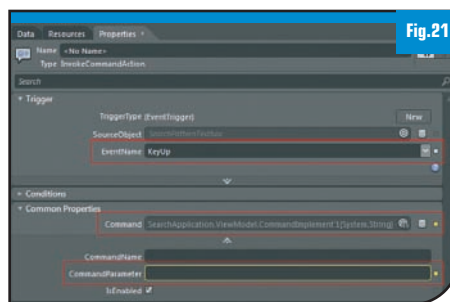 Fig.21
Data Resources Properties
Name <No Name>
Type InvokeCommandAction
Search
Trigger
TriggerType (EventTrigger)
New
SourceObject SearchPatternTextBox
EventName KeyUp
Conditions
Common Properties
Command SearchApplication.ViewModel.CommandImplement`1[System.String]
CommandName
CommandParameter
IsEnabled